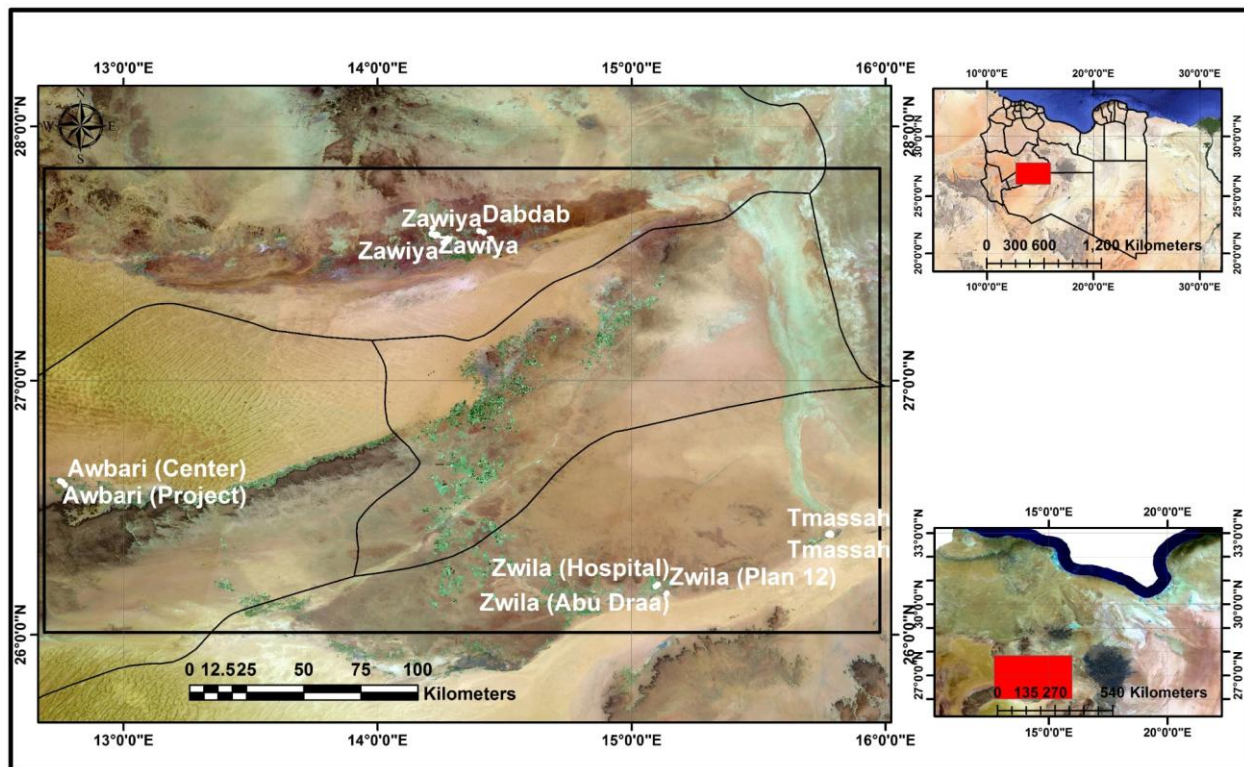 13°0'0"E 14°0'0"E 15°0'0"E 16°0'0"E
28°0'0"N 28°0'0"N
N
W E
S
Zawiya Dabdab
Zawiya Zawiya
27°0'0"N 27°0'0"N
Awbari (Center)
Awbari (Project)
Tmassah
Tmassah
Zwila (Hospital) Zwila (Plan 12)
Zwila (Abu Draa)
26°0'0"N 26°0'0"N
0 12.5 25 50 75 100
Kilometers
13°0'0"E 14°0'0"E 15°0'0"E 16°0'0"E
10°0'0"E 20°0'0"E 30°0'0"E
30°0'0"N 30°0'0"N
25°0'0"N 25°0'0"N
0 300 600 1,200 Kilometers
20°0'0"N 20°0'0"N
10°0'0"E 20°0'0"E 30°0'0"E
15°0'0"E 20°0'0"E
33°0'0"N 33°0'0"N
30°0'0"N 30°0'0"N
27°0'0"N 27°0'0"N
0 135 270 540 Kilometers
15°0'0"E 20°0'0"E